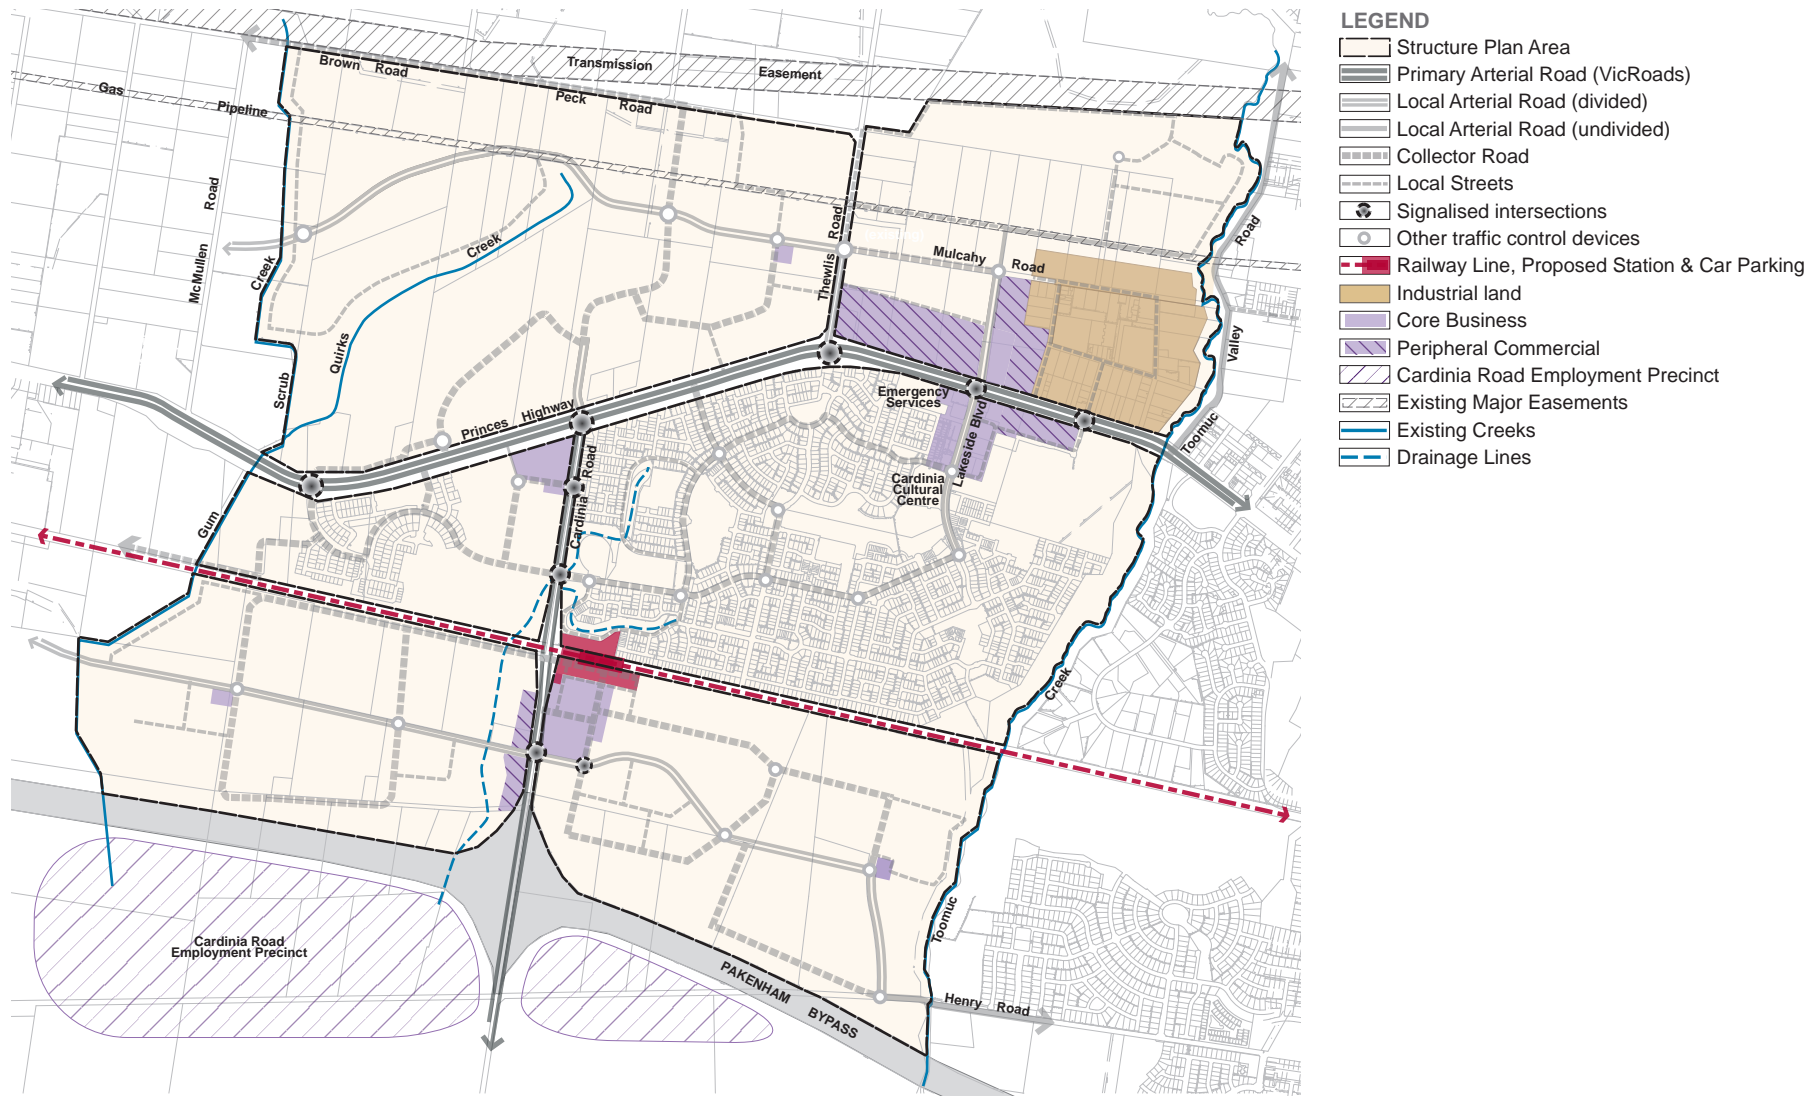 LEGEND
Structure Plan Area
Primary Arterial Road (VicRoads)
Local Arterial Road (divided)
Local Arterial Road (undivided)
Collector Road
Local Streets
Signalised intersections
Other traffic control devices
Railway Line, Proposed Station & Car Parking
Industrial land
Core Business
Peripheral Commercial
Cardinia Road Employment Precinct
Existing Major Easements
Existing Creeks
Drainage Lines
Brown Road
Transmission Easement
Peck Road
Gas Pipeline
McMullen Road
Scrub Creek
Quirks Creek
Thewlis Road
Mulcahy Road
Toomuc Valley Road
Princes Highway
Emergency
Services
Lakeside Blvd
Cardinia
Cultural
Centre
Cardinia Road
Gum
Toomuc Creek
Cardinia Road
Employment Precinct
PAKENHAM BYPASS
Henry Road